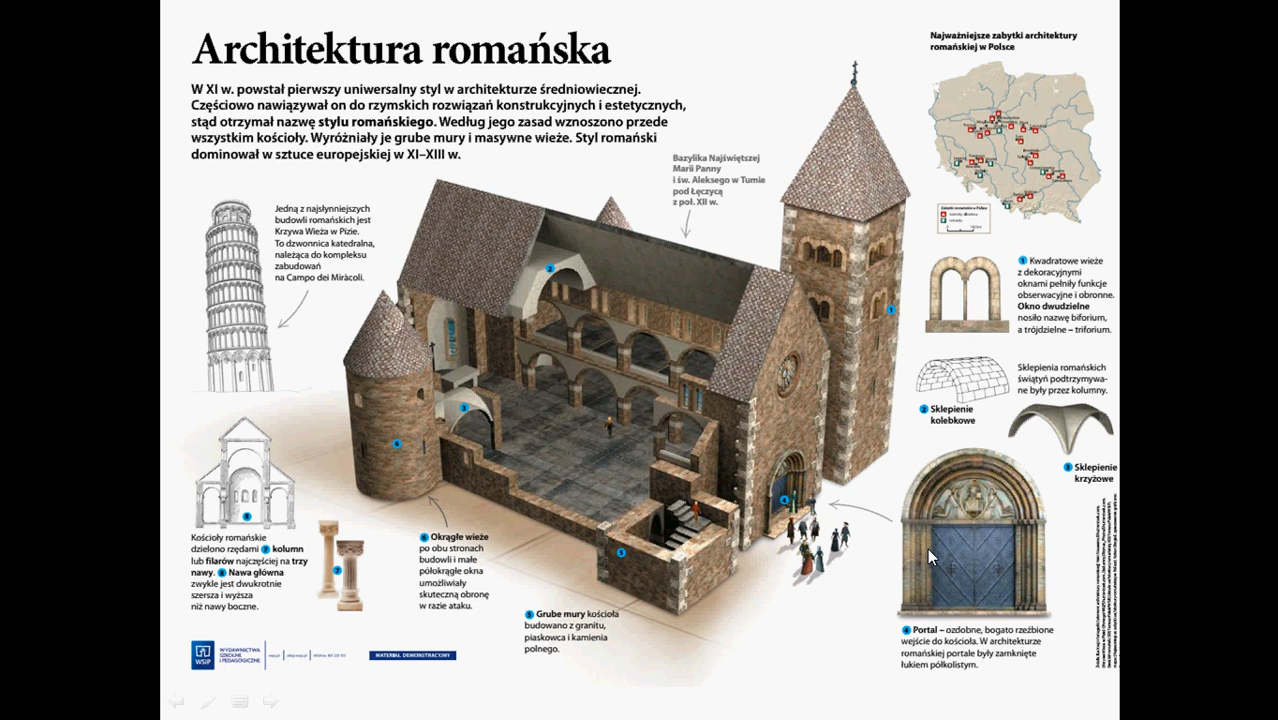 Architektura romańska
W XI w. powstał pierwszy uniwersalny styl w architekturze średniowiecznej.
Częściowo nawiązywał on do rzymskich rozwiązań konstrukcyjnych i estetycznych,
stąd otrzymał nazwę stylu romańskiego. Według jego zasad wznoszono przede
wszystkim kościoły. Wyróżniały je grube mury i masywne wieże. Styl romański
dominował w sztuce europejskiej w XI–XIII w.
Jedną z najsłynniejszych
budowli romańskich jest
Krzywa Wieża w Pizie.
To dzwonnica katedralna,
należąca do kompleksu
zabudowań
na Campo dei Miràcoli.
Bazylika Najświętszej
Marii Panny
i św. Aleksego w Tumie
pod Łęczycą
z poł. XII w.
Najważniejsze zabytki architektury
romańskiej w Polsce
1 Kwadratowe wieże
z dekoracyjnymi
oknami pełniły funkcje
obserwacyjne i obronne.
Okno dwudzielne
nosiło nazwę biforium,
a trójdzielne – triforium.
Sklepienia romańskich
świątyń podtrzymywa-
ne były przez kolumny.
2 Sklepienie
kolebkowe
3 Sklepienie
krzyżowe
2
1
3
6
4
5
8
7
Kościoły romańskie
dzielono rzędami 7 kolumn
lub filarów najczęściej na trzy
nawy. 8 Nawa główna
zwykle jest dwukrotnie
szersza i wyższa
niż nawy boczne.
6 Okrągłe wieże
po obu stronach
budowli i małe
półokrągłe okna
umożliwiały
skuteczną obronę
w razie ataku.
5 Grube mury kościoła
budowano z granitu,
piaskowca i kamienia
polnego.
4 Portal – ozdobne, bogato rzeźbione
wejście do kościoła. W architekturze
romańskiej portale były zamknięte
łukiem półkolistym.
WSiP
WYDAWNICTWA
SZKOLNE
I PEDAGOGICZNE
MATERIAŁ DEMONSTRACYJNY